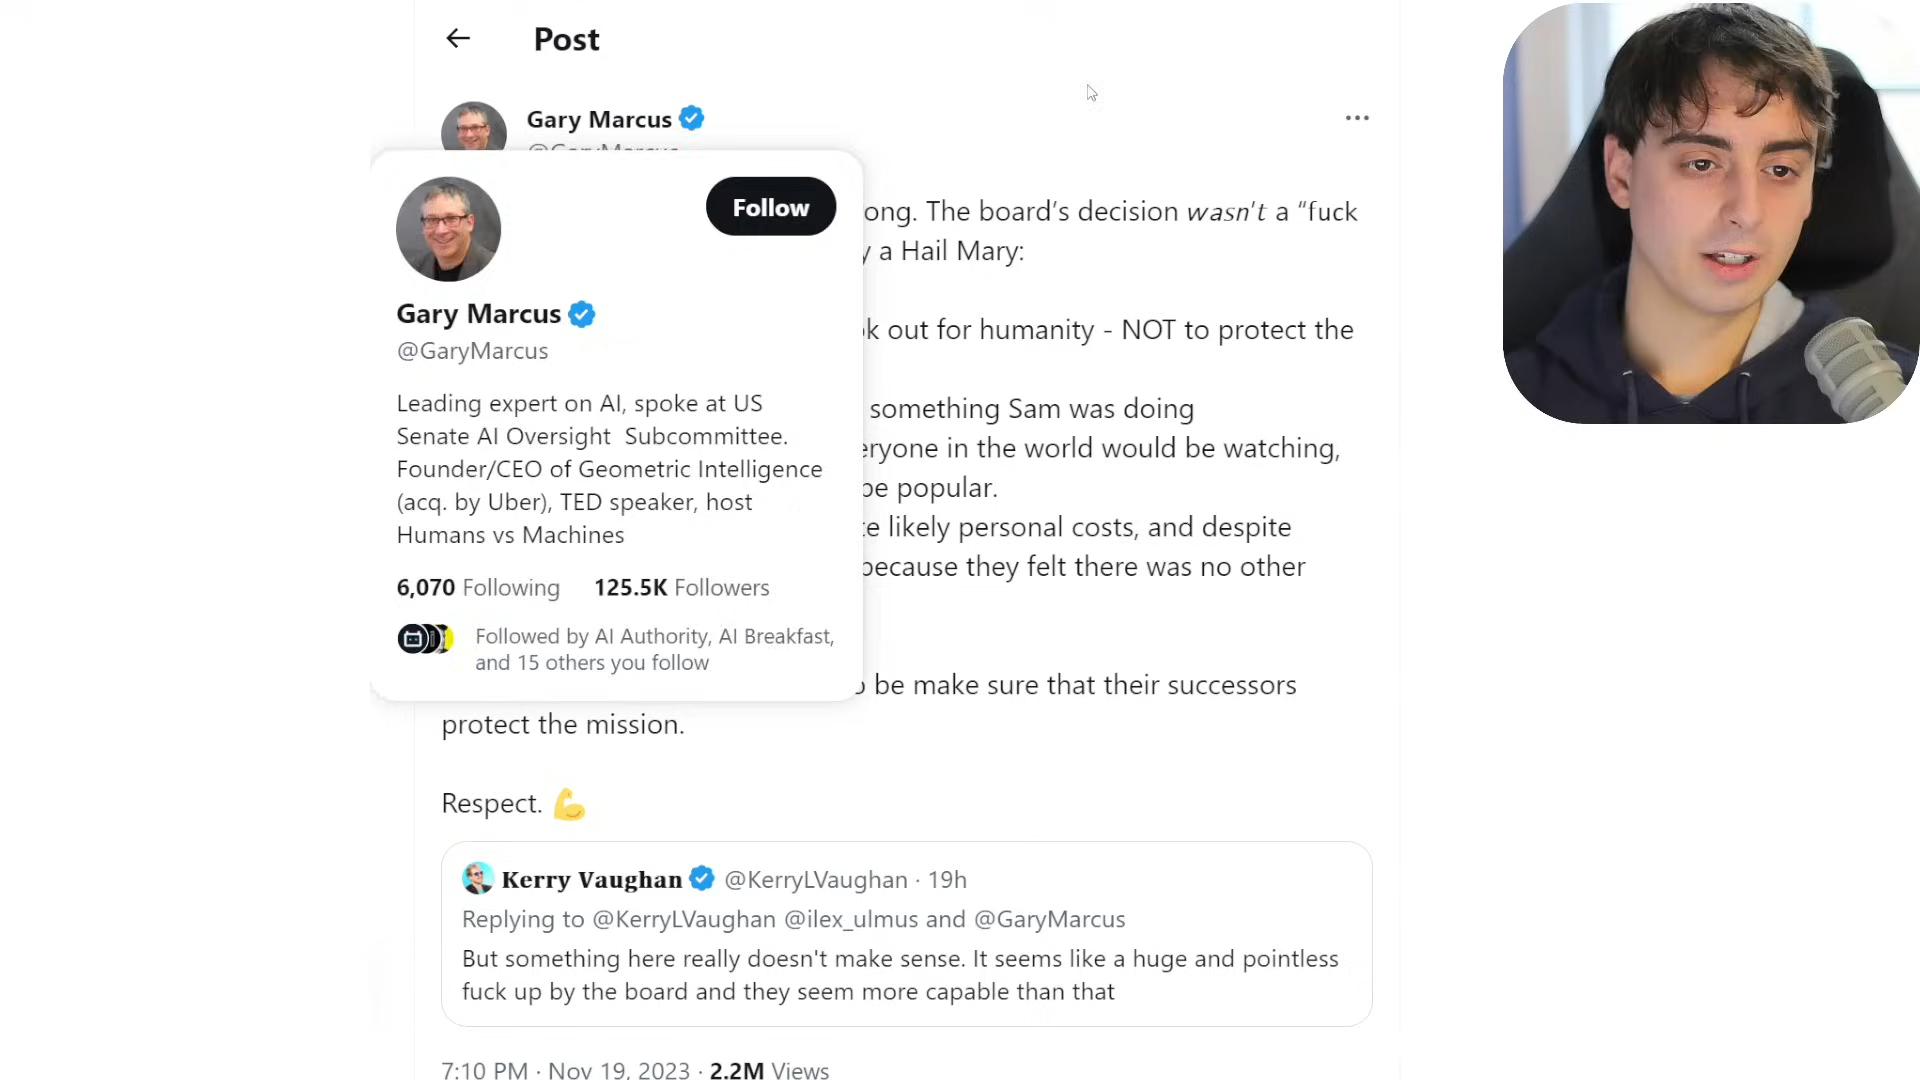 Post
Gary Marcus
@GaryMarcus
Follow
Gary Marcus
@GaryMarcus
Leading expert on AI, spoke at US
Senate AI Oversight Subcommittee.
Founder/CEO of Geometric Intelligence
(acq. by Uber), TED speaker, host
Humans vs Machines
6,070 Following 125.5K Followers
Followed by AI Authority, AI Breakfast,
and 15 others you follow
The board’s decision wasn’t a “fuck
a Hail Mary:
out for humanity - NOT to protect the
something Sam was doing
in the world would be watching,
be popular.
likely personal costs, and despite
because they felt there was no other
be make sure that their successors
protect the mission.
Respect. 💪
Kerry Vaughan @KerryLVaughan · 19h
Replying to @KerryLVaughan @ilex_ulmus and @GaryMarcus
But something here really doesn't make sense. It seems like a huge and pointless
fuck up by the board and they seem more capable than that
7:10 PM · Nov 19, 2023 · 2.2M Views